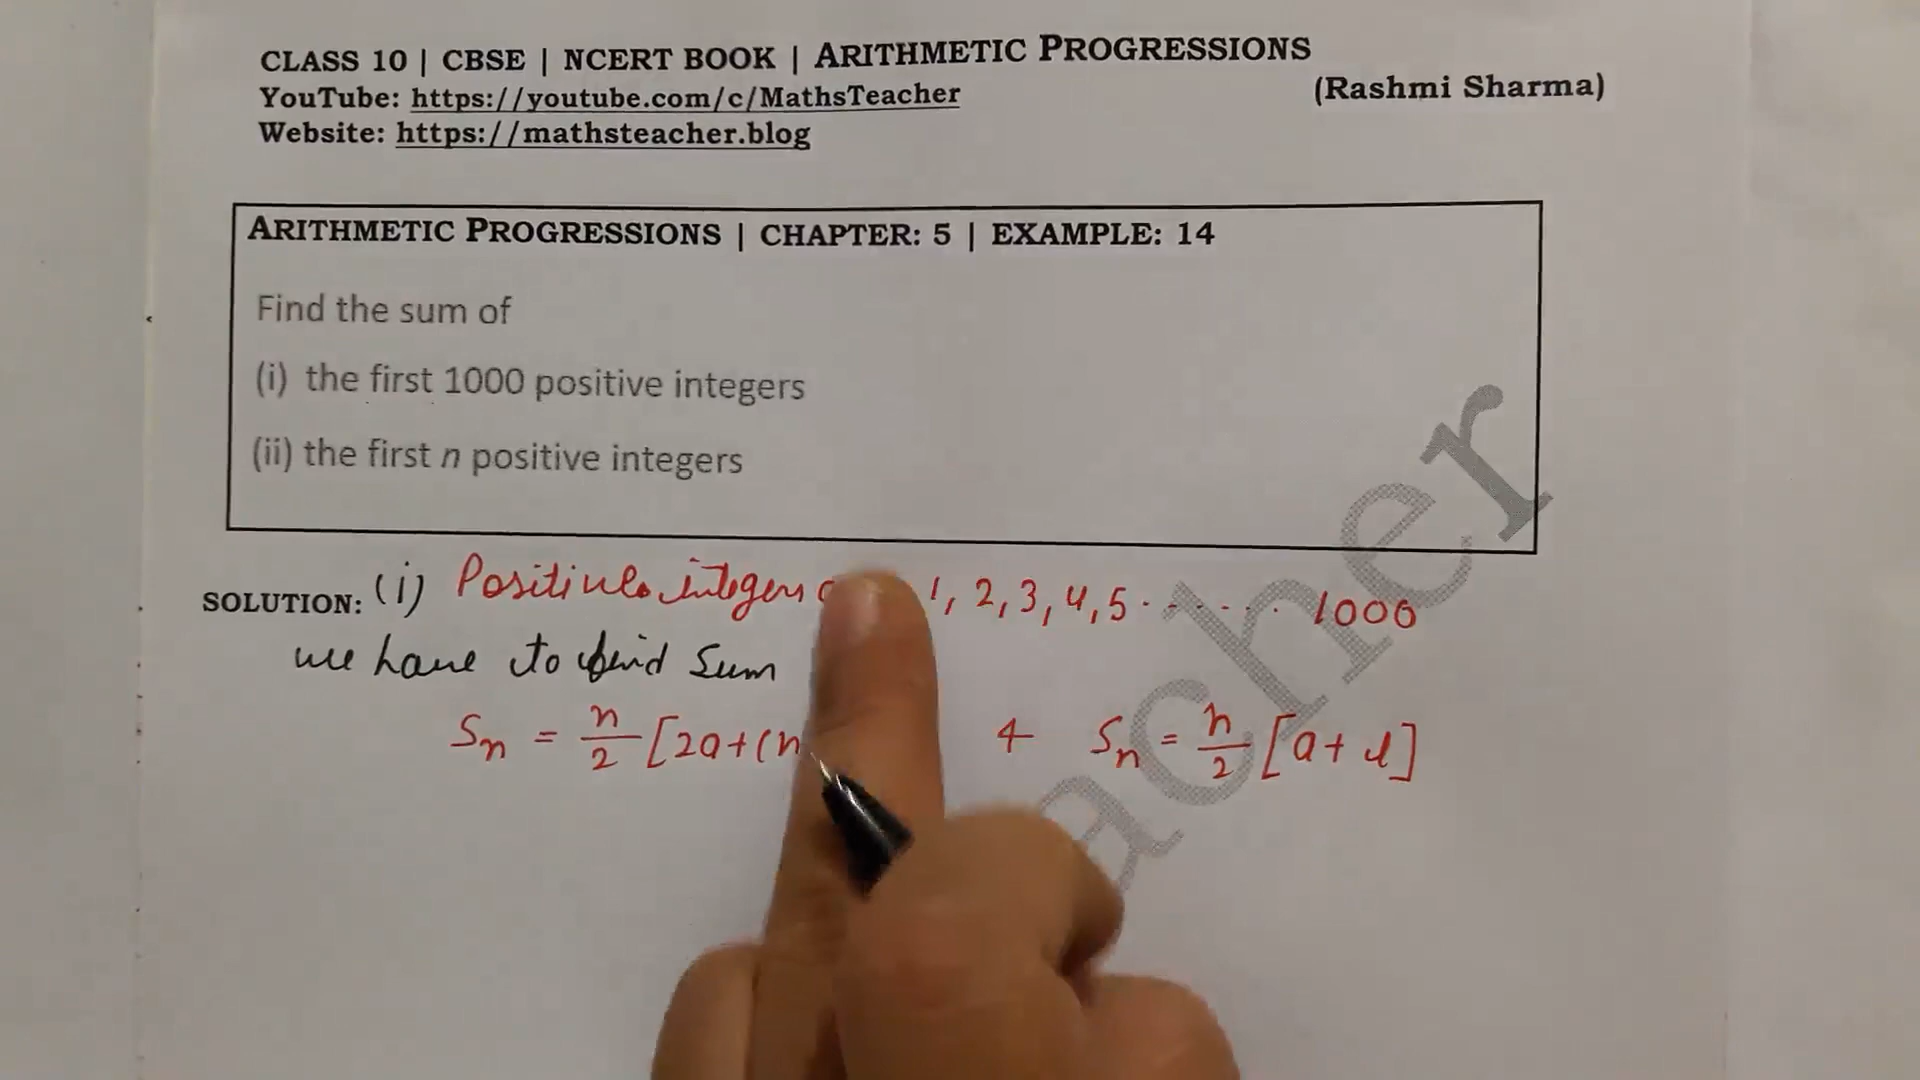 CLASS 10 | CBSE | NCERT BOOK | ARITHMETIC PROGRESSIONS
(Rashmi Sharma)
YouTube: https://youtube.com/c/MathsTeacher
Website: https://mathsteacher.blog
ARITHMETIC PROGRESSIONS | CHAPTER: 5 | EXAMPLE: 14
Find the sum of
(i) the first 1000 positive integers
(ii) the first n positive integers
SOLUTION: (i) Positive integers 1, 2, 3, 4, 5 ...... 1000
we have to find Sum
Sn = n/2 [2a+(n + Sn = n/2 [a+l]
acher